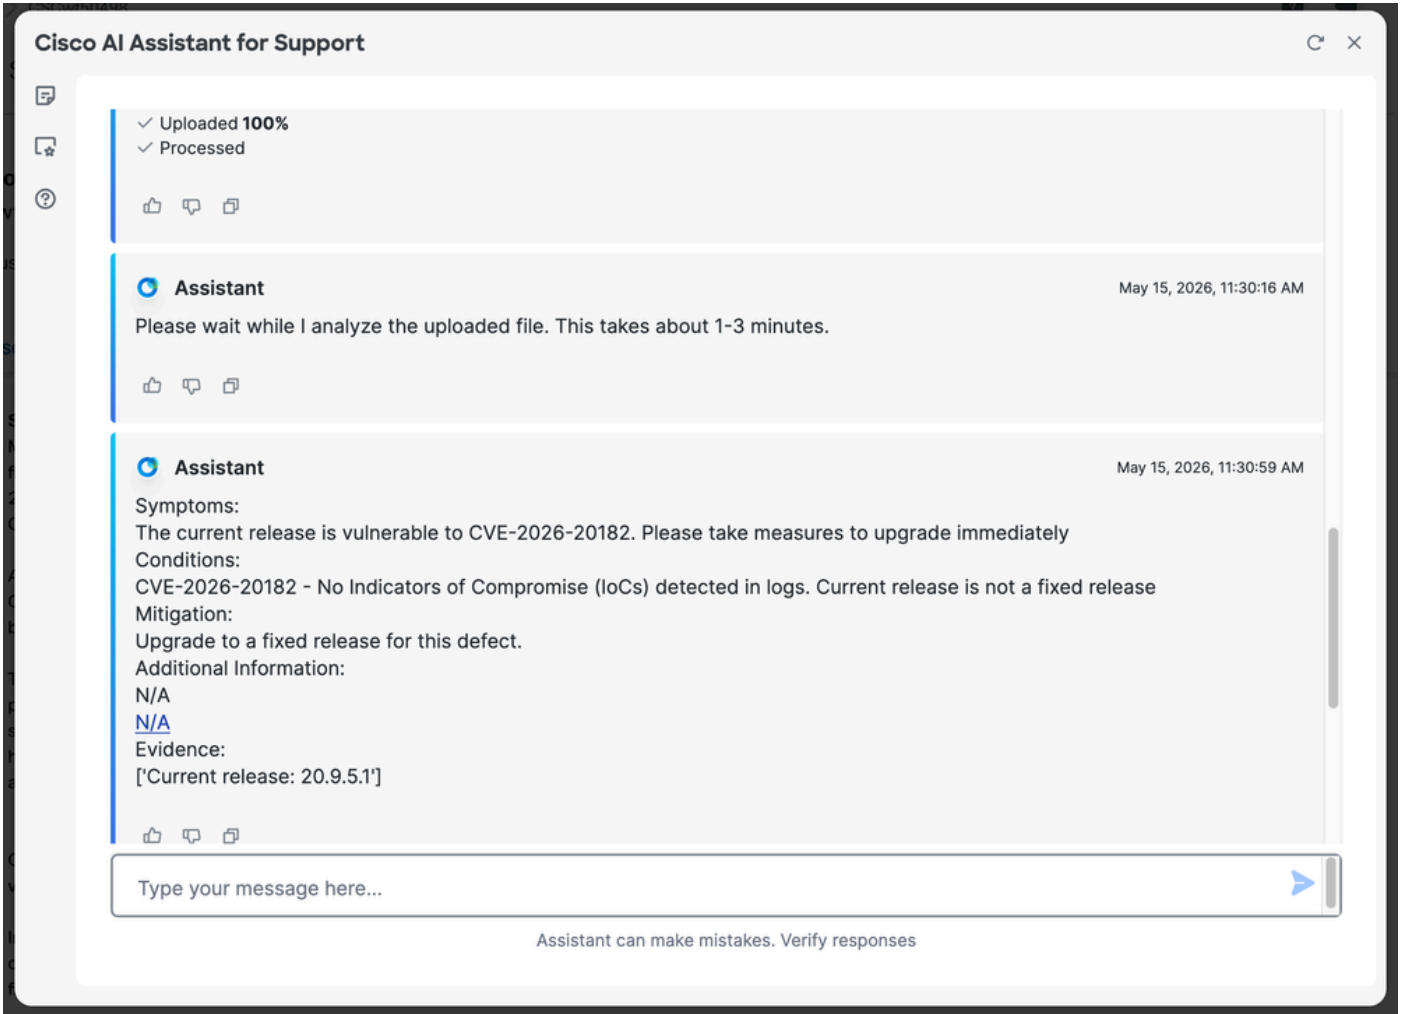 Cisco AI Assistant for Support
Uploaded 100%
Processed
Assistant
May 15, 2026, 11:30:16 AM
Please wait while I analyze the uploaded file. This takes about 1-3 minutes.
Assistant
May 15, 2026, 11:30:59 AM
Symptoms:
The current release is vulnerable to CVE-2026-20182. Please take measures to upgrade immediately
Conditions:
CVE-2026-20182 - No Indicators of Compromise (IoCs) detected in logs. Current release is not a fixed release
Mitigation:
Upgrade to a fixed release for this defect.
Additional Information:
N/A
N/A
Evidence:
['Current release: 20.9.5.1']
Type your message here...
Assistant can make mistakes. Verify responses